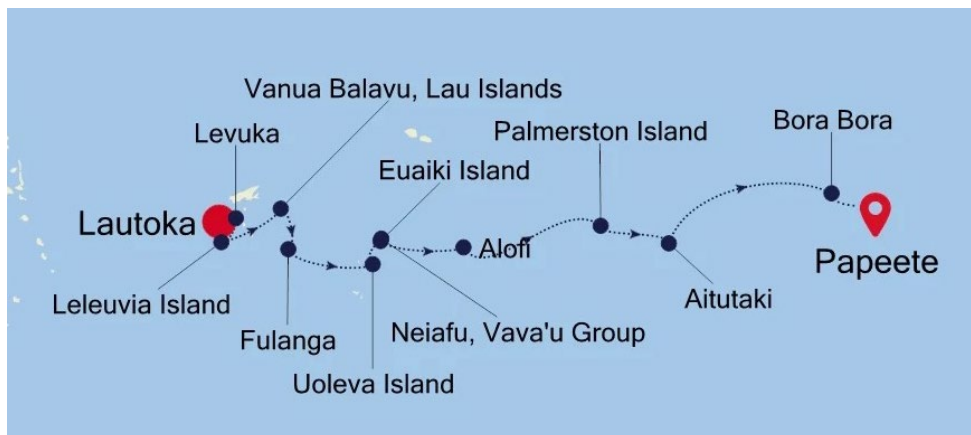 Vanua Balavu, Lau Islands
Levuka
Palmerston Island
Bora Bora
Euaiki Island
Lautoka
Alofi
Papeete
Leleuvia Island
Aitutaki
Fulanga
Neiafu, Vava'u Group
Uoleva Island